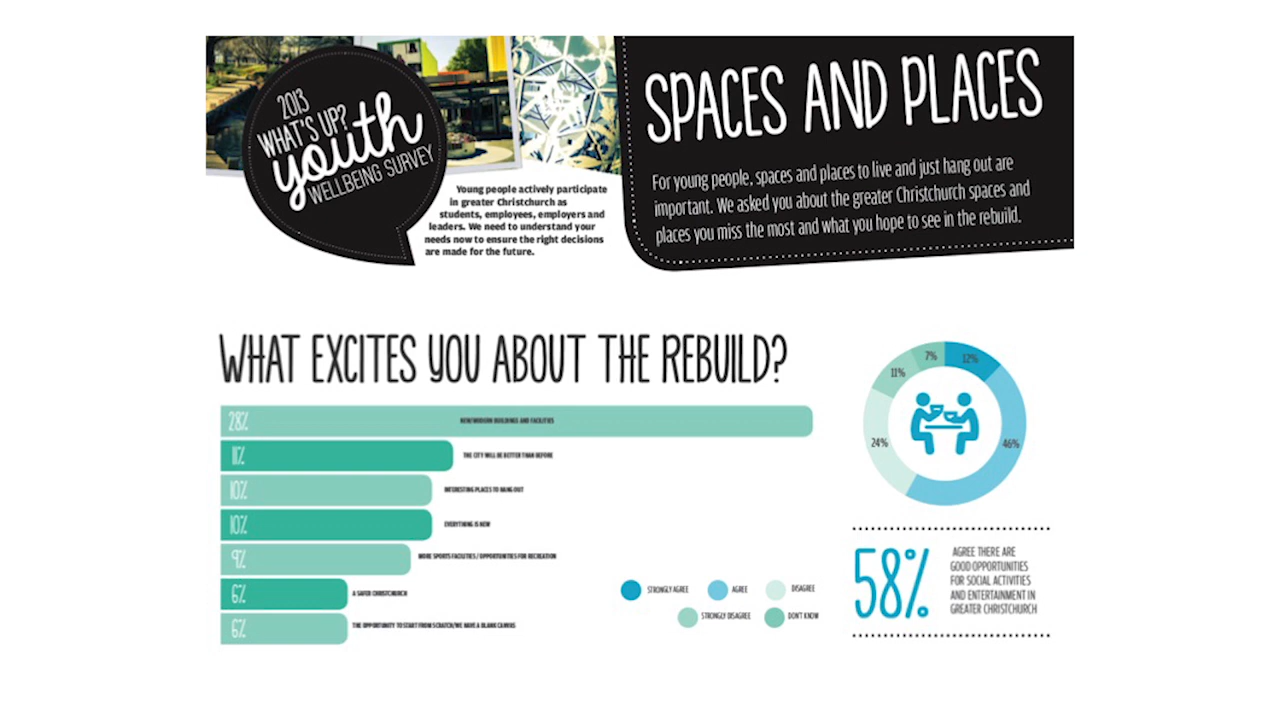 2013
WHAT'S UP?
youth
WELLBEING SURVEY
Young people actively participate
in greater Christchurch as
students, employees, employers and
leaders. We need to understand your
needs now to ensure the right decisions
are made for the future.
SPACES AND PLACES
For young people, spaces and places to live and just hang out are
important. We asked you about the greater Christchurch spaces and
places you miss the most and what you hope to see in the rebuild.
WHAT EXCITES YOU ABOUT THE REBUILD?
28% NEW/MODERN BUILDINGS AND FACILITIES
11% THE CITY WILL BE BETTER THAN BEFORE
10% INTERESTING PLACES TO HANG OUT
10% EVERYTHING IS NEW
9% MORE SPORTS FACILITIES / OPPORTUNITIES FOR RECREATION
6% A SAFER CHRISTCHURCH
6% THE OPPORTUNITY TO START FROM SCRATCH/WE HAVE A BLANK CANVAS
STRONGLY AGREE AGREE DISAGREE
STRONGLY DISAGREE DON'T KNOW
7% 12%
11%
24% 46%
58%
AGREE THERE ARE
GOOD OPPORTUNITIES
FOR SOCIAL ACTIVITIES
AND ENTERTAINMENT IN
GREATER CHRISTCHURCH